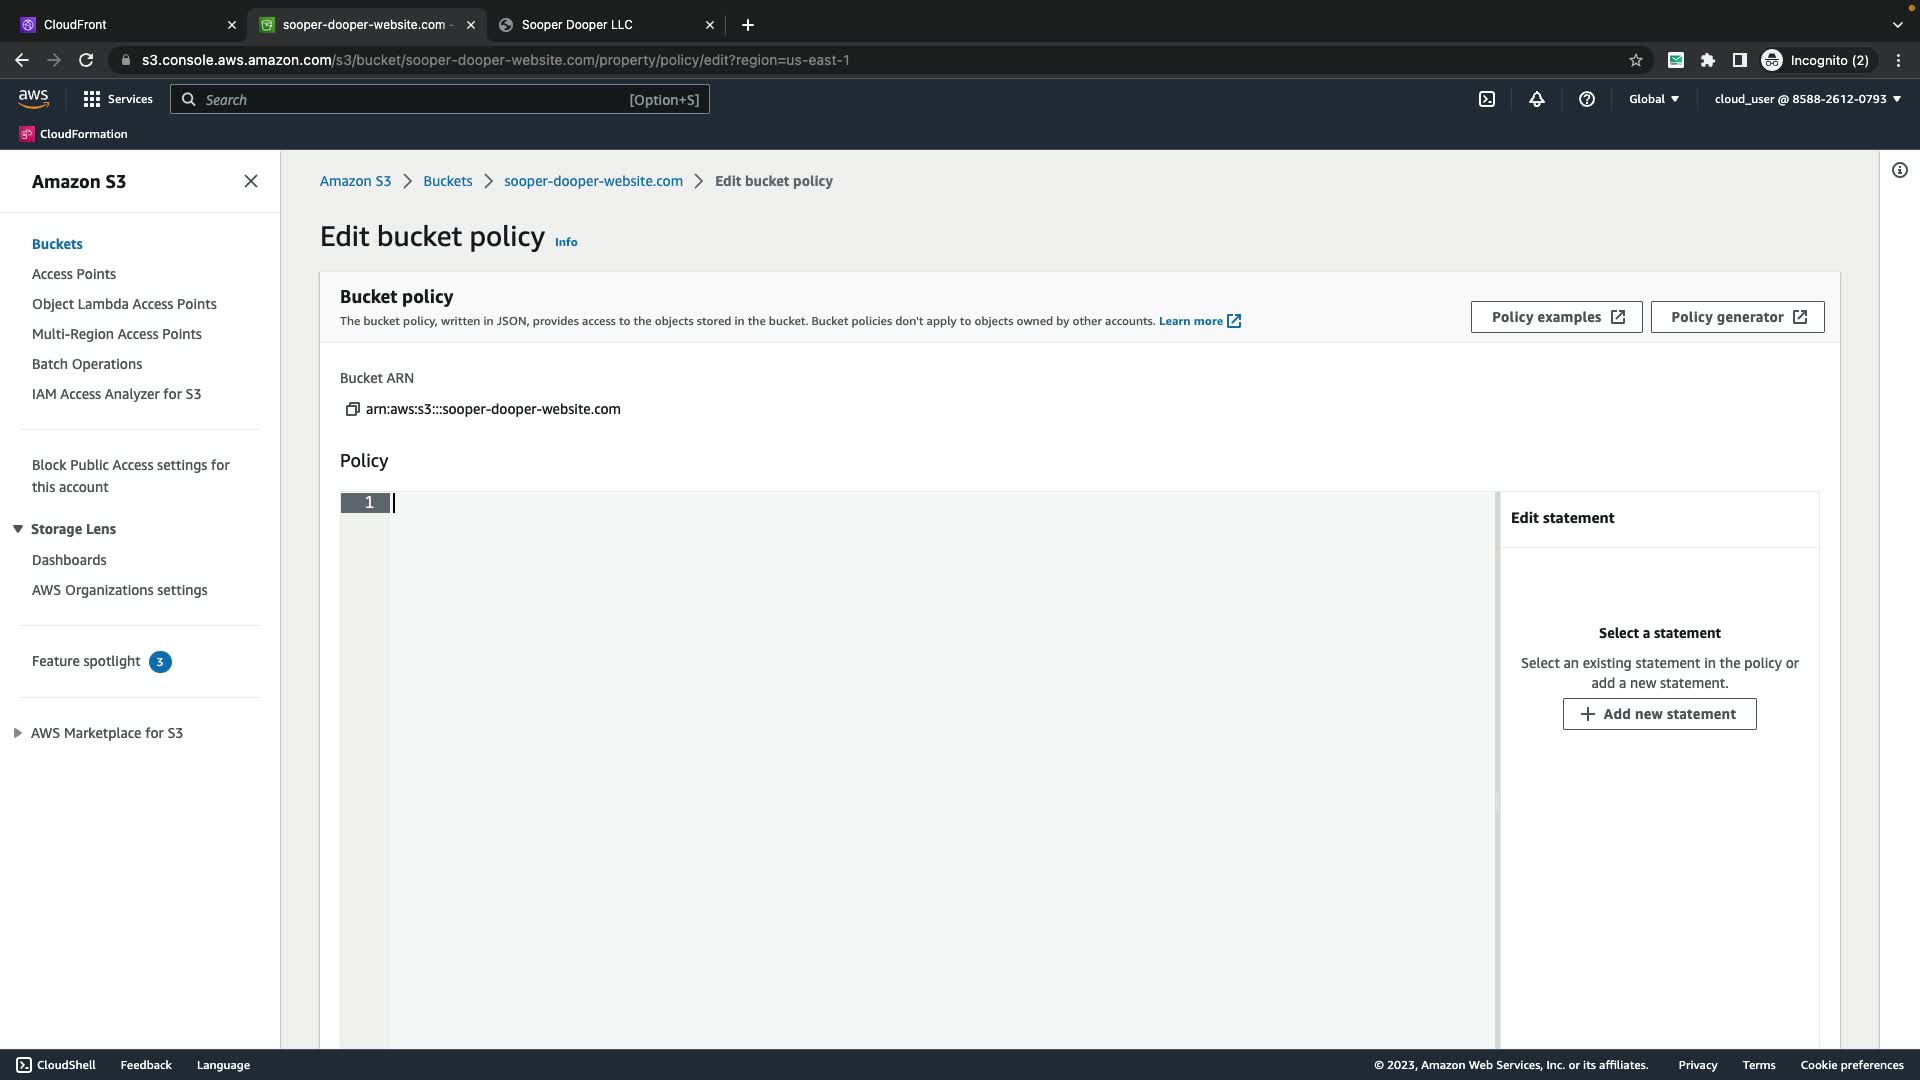 CloudFront
sooper-dooper-website.com -
Sooper Dooper LLC
s3.console.aws.amazon.com/s3/bucket/sooper-dooper-website.com/property/policy/edit?region=us-east-1
Incognito (2)
aws
Services
Search
[Option+S]
Global
cloud_user @ 8588-2612-0793
CloudFormation
Amazon S3
Buckets
Access Points
Object Lambda Access Points
Multi-Region Access Points
Batch Operations
IAM Access Analyzer for S3
Block Public Access settings for
this account
Storage Lens
Dashboards
AWS Organizations settings
Feature spotlight 3
AWS Marketplace for S3
Amazon S3 > Buckets > sooper-dooper-website.com > Edit bucket policy
Edit bucket policy Info
Bucket policy
The bucket policy, written in JSON, provides access to the objects stored in the bucket. Bucket policies don't apply to objects owned by other accounts. Learn more
Policy examples
Policy generator
Bucket ARN
arn:aws:s3:::sooper-dooper-website.com
Policy
1
Edit statement
Select a statement
Select an existing statement in the policy or
add a new statement.
+ Add new statement
CloudShell
Feedback
Language
© 2023, Amazon Web Services, Inc. or its affiliates.
Privacy
Terms
Cookie preferences